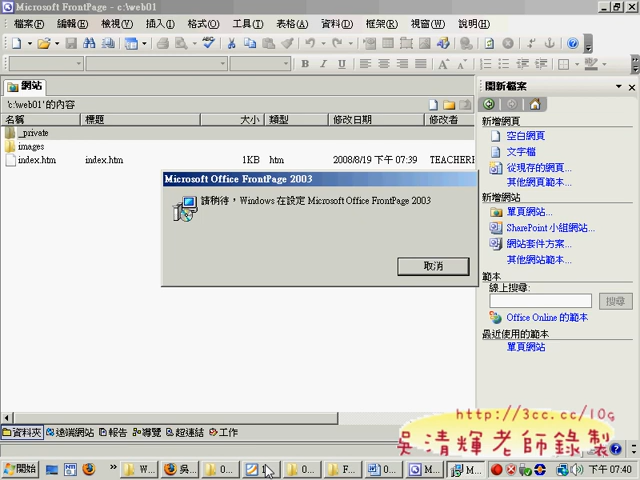 Microsoft FrontPage - c:\web01
檔案(F) 編輯(E) 檢視(V) 插入(I) 格式(O) 工具(T) 表格(A) 資料(D) 框架(R) 視窗(W) 說明(H)
網站
'c:\web01'的內容
名稱 標題 大小 類型 修改日期 修改者
_private
images
index.htm index.htm 1KB htm 2008/8/19 下午 07:39 TEACHER
Microsoft Office FrontPage 2003
請稍待，Windows 在設定 Microsoft Office FrontPage 2003
取消
開新檔案
新增網頁
空白網頁
文字檔
從現存的網頁...
其他網頁範本...
新增網站
單頁網站...
SharePoint 小組網站...
網站套件方案...
其他網站範本...
範本
線上搜尋:
搜尋
Office Online 的範本
最近使用的範本
單頁網站
資料夾 遠端網站 報告 導覽 超連結 工作
http://3cc.cc/10g
吳清輝老師錄製
開始 W... 吳... 0... 1 0... F... 0... M... M... 下午 07:40